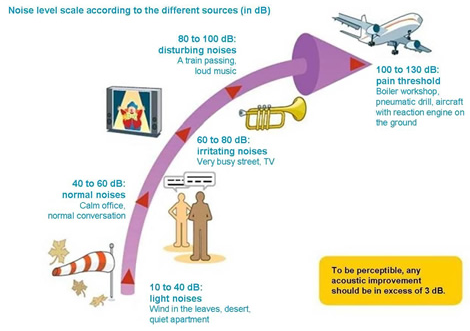 Noise level scale according to the different sources (in dB)
80 to 100 dB:
disturbing noises
A train passing,
loud music
100 to 130 dB:
pain threshold
Boiler workshop,
pneumatic drill, aircraft
with reaction engine on
the ground
60 to 80 dB:
irritating noises
Very busy street, TV
40 to 60 dB:
normal noises
Calm office,
normal conversation
10 to 40 dB:
light noises
Wind in the leaves, desert,
quiet apartment
To be perceptible, any
acoustic improvement
should be in excess of 3 dB.